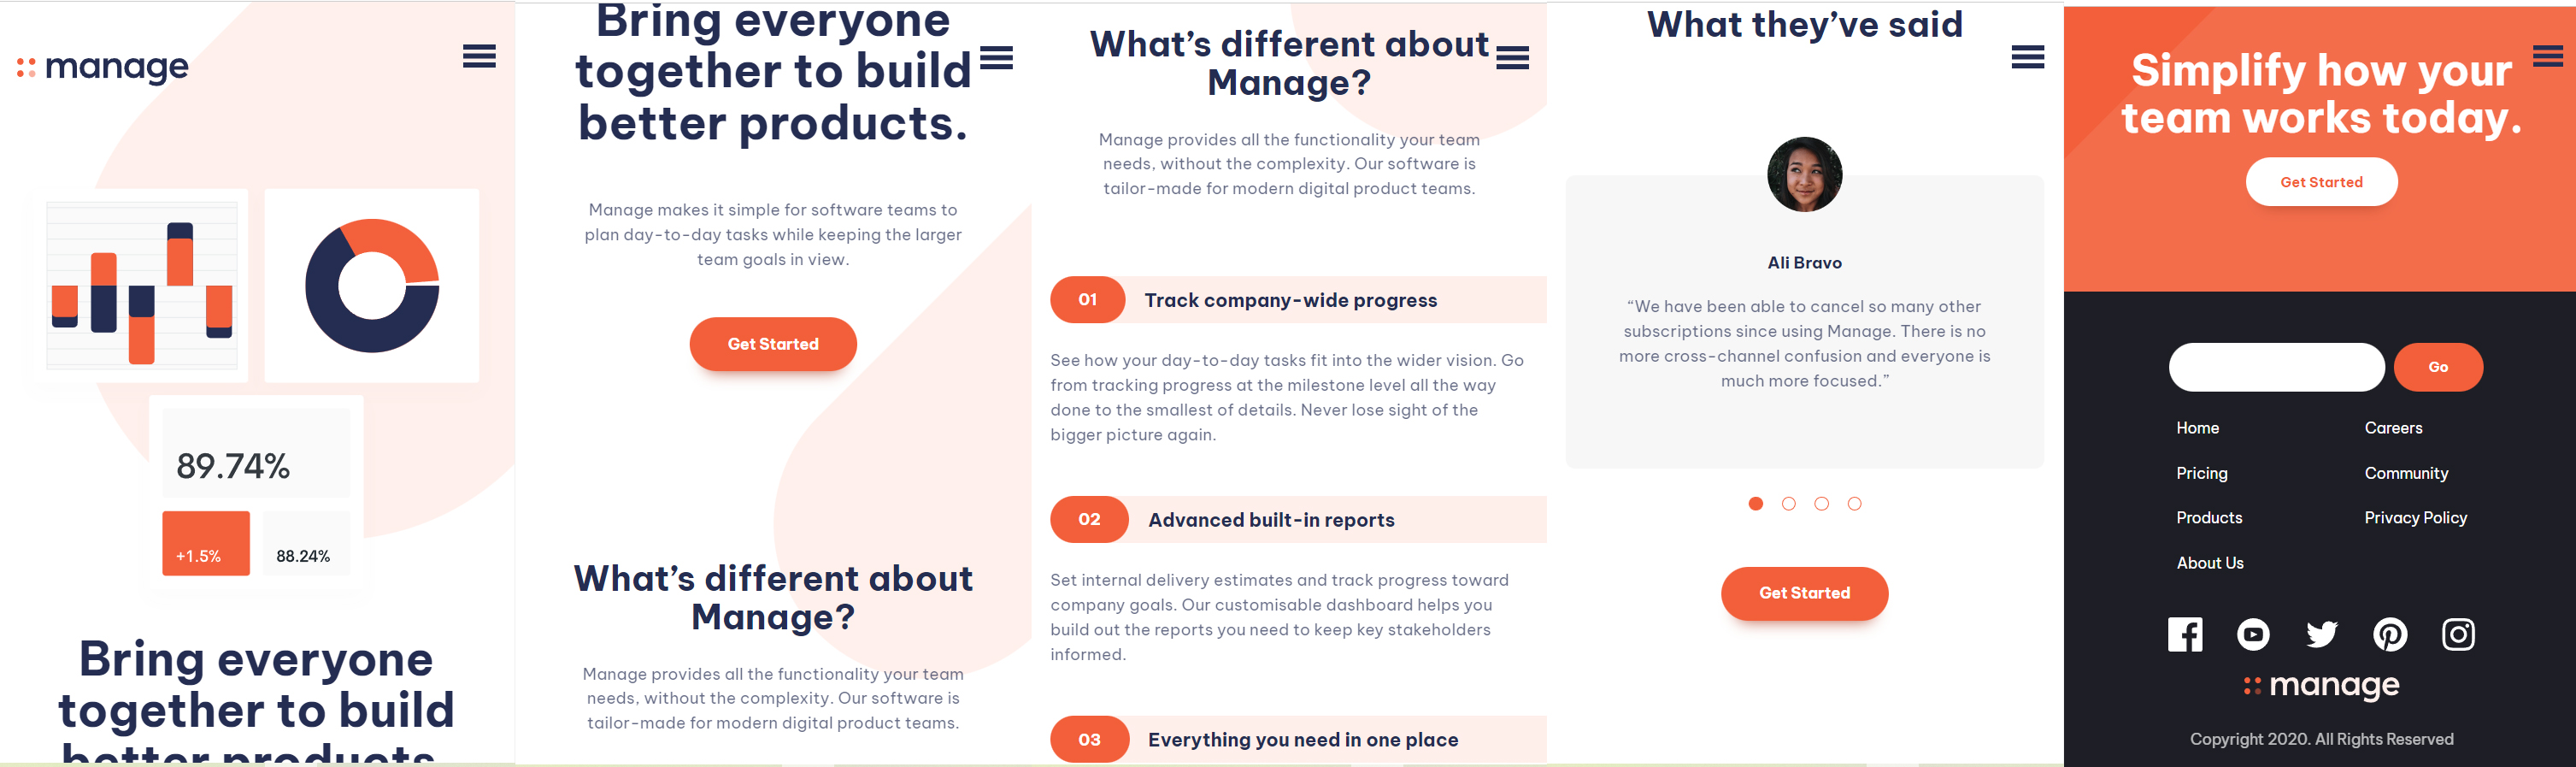 manage
89.74%
+1.5%
88.24%
Bring everyone
together to build
better products.
Bring everyone
together to build
better products.
Manage makes it simple for software teams to
plan day-to-day tasks while keeping the larger
team goals in view.
Get Started
What’s different about
Manage?
Manage provides all the functionality your team
needs, without the complexity. Our software is
tailor-made for modern digital product teams.
What’s different about
Manage?
Manage provides all the functionality your team
needs, without the complexity. Our software is
tailor-made for modern digital product teams.
01 Track company-wide progress
See how your day-to-day tasks fit into the wider vision. Go
from tracking progress at the milestone level all the way
done to the smallest of details. Never lose sight of the
bigger picture again.
02 Advanced built-in reports
Set internal delivery estimates and track progress toward
company goals. Our customisable dashboard helps you
build out the reports you need to keep key stakeholders
informed.
03 Everything you need in one place
What they’ve said
Ali Bravo
“We have been able to cancel so many other
subscriptions since using Manage. There is no
more cross-channel confusion and everyone is
much more focused.”
Get Started
Simplify how your
team works today.
Get Started
Go
Home
Careers
Pricing
Community
Products
Privacy Policy
About Us
manage
Copyright 2020. All Rights Reserved